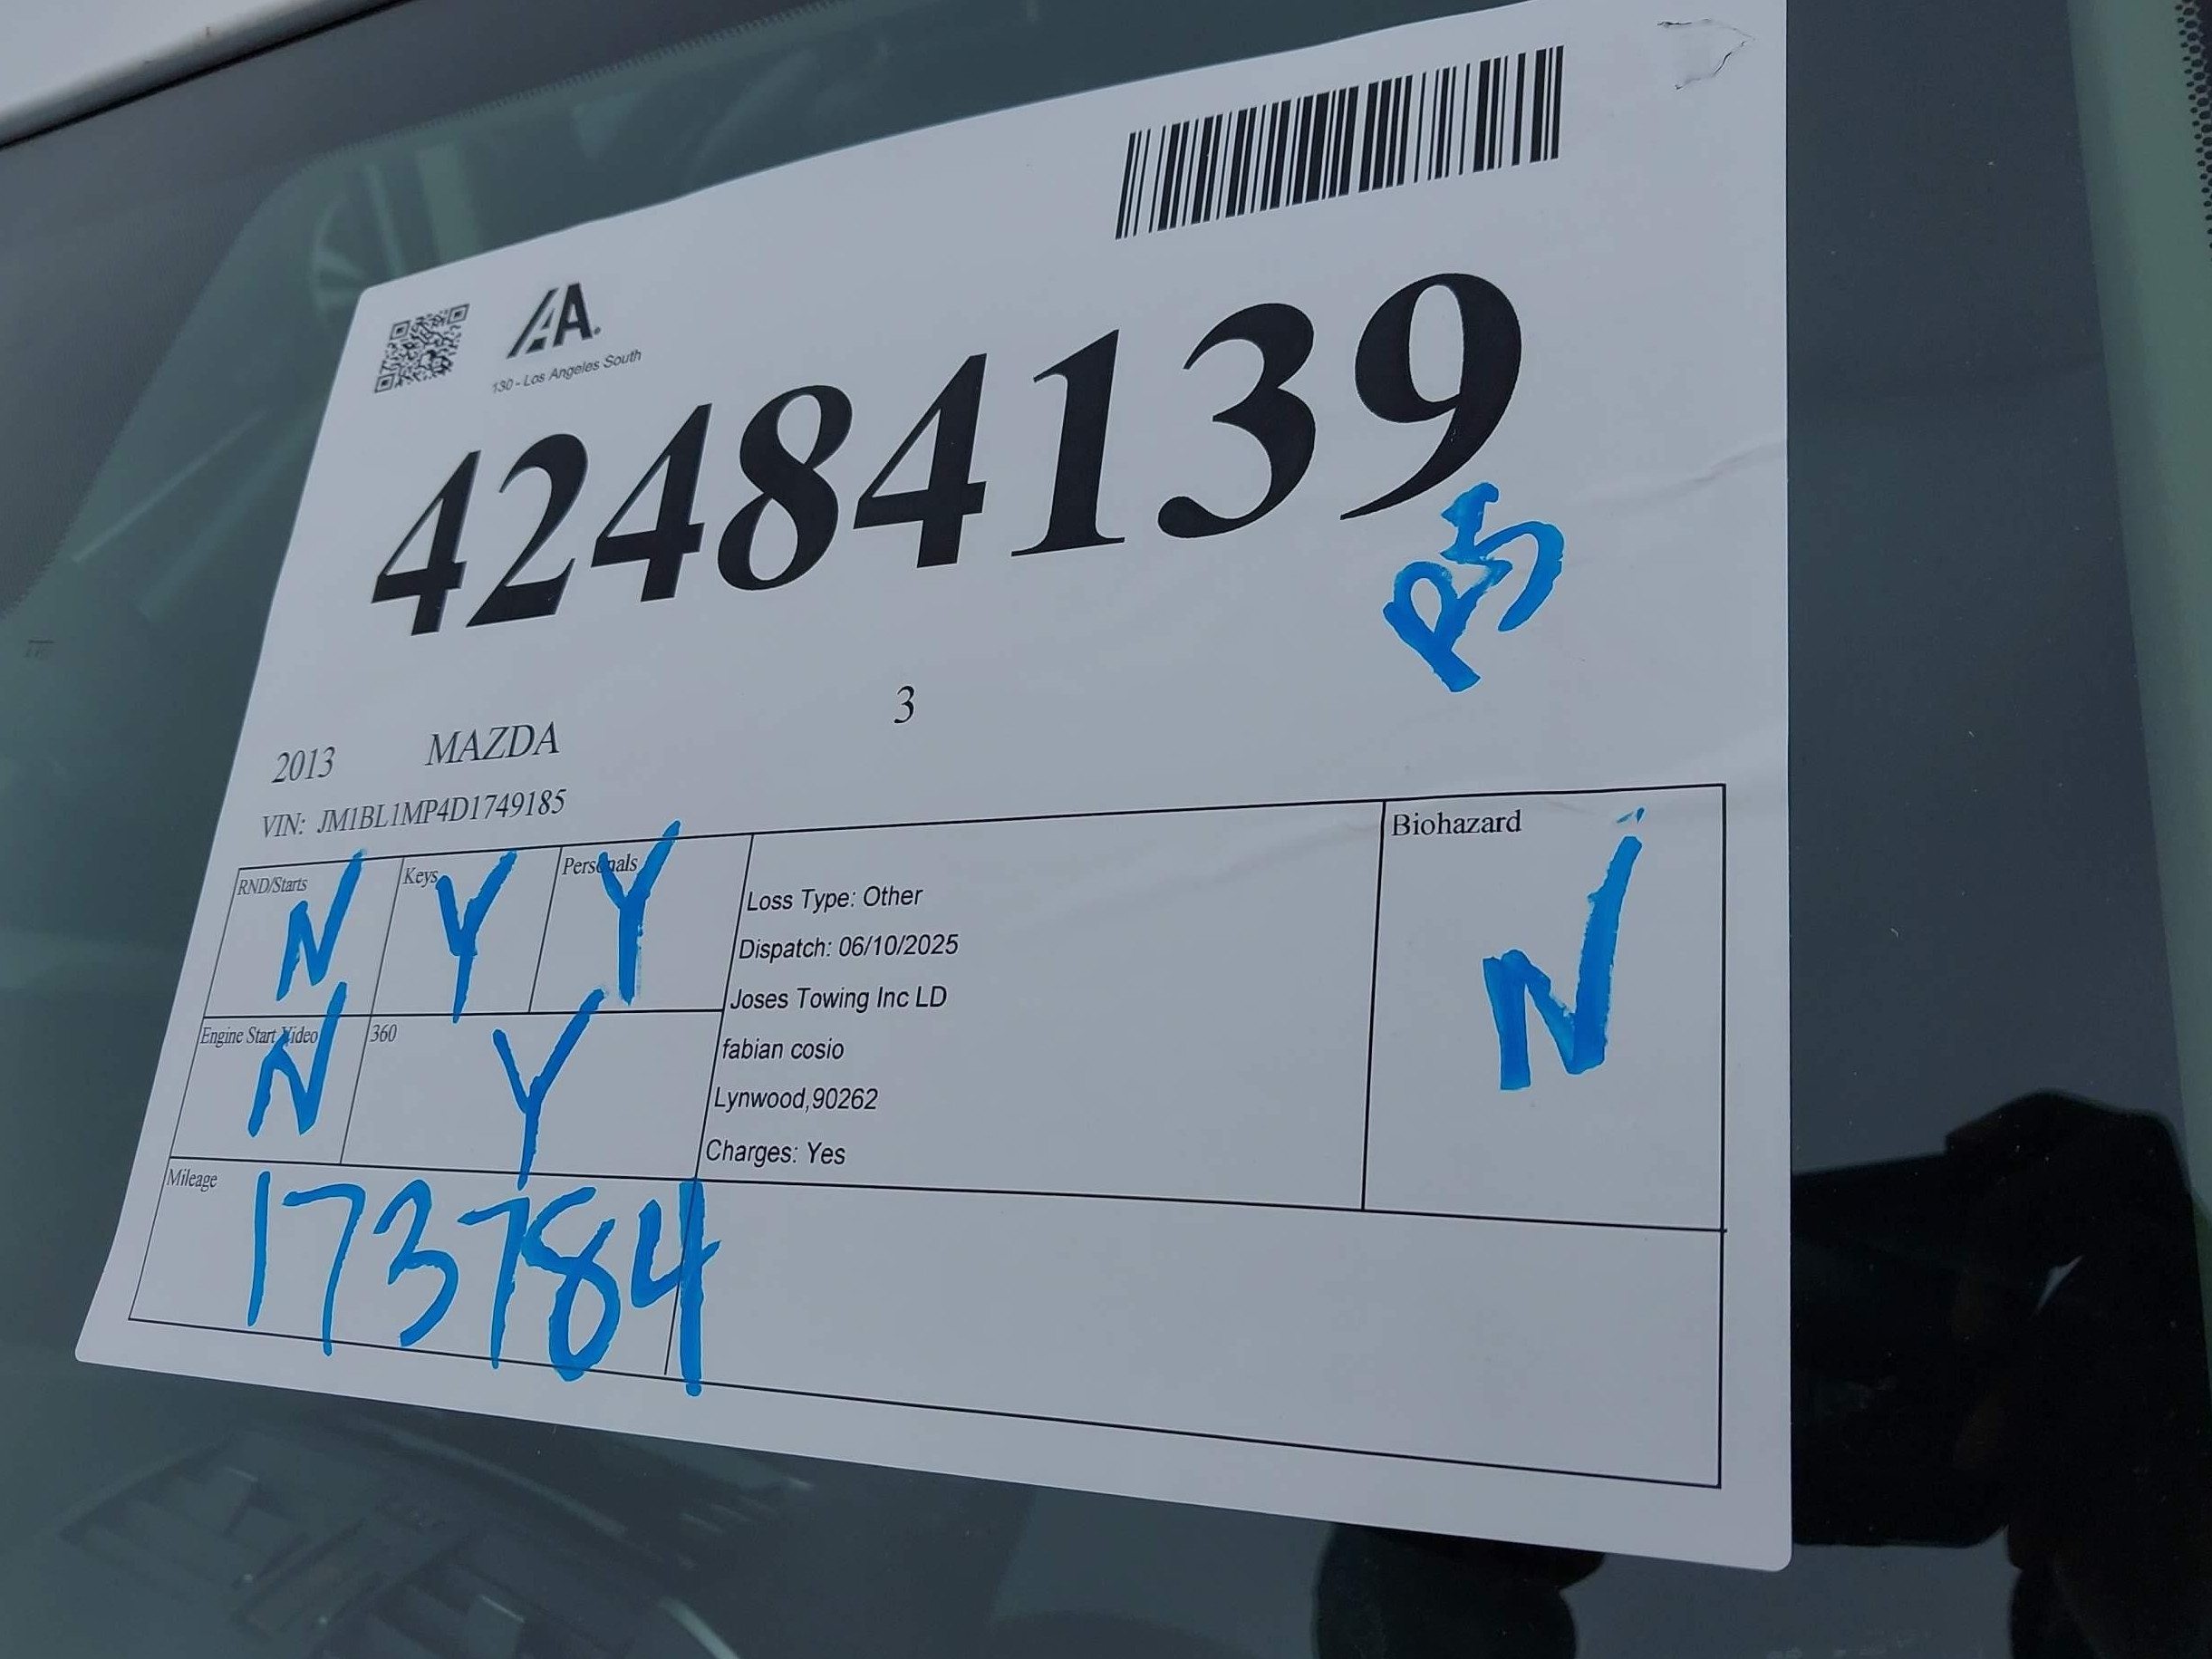 IAA.
130 - Los Angeles South
42484139
P5
2013 MAZDA 3
VIN: JM1BL1MP4D1749185
RND/Starts N
Keys Y
Personals Y
Engine Start Video N
360 Y
Loss Type: Other
Dispatch: 06/10/2025
Joses Towing Inc LD
fabian cosio
Lynwood,90262
Charges: Yes
Biohazard N
Mileage 173784